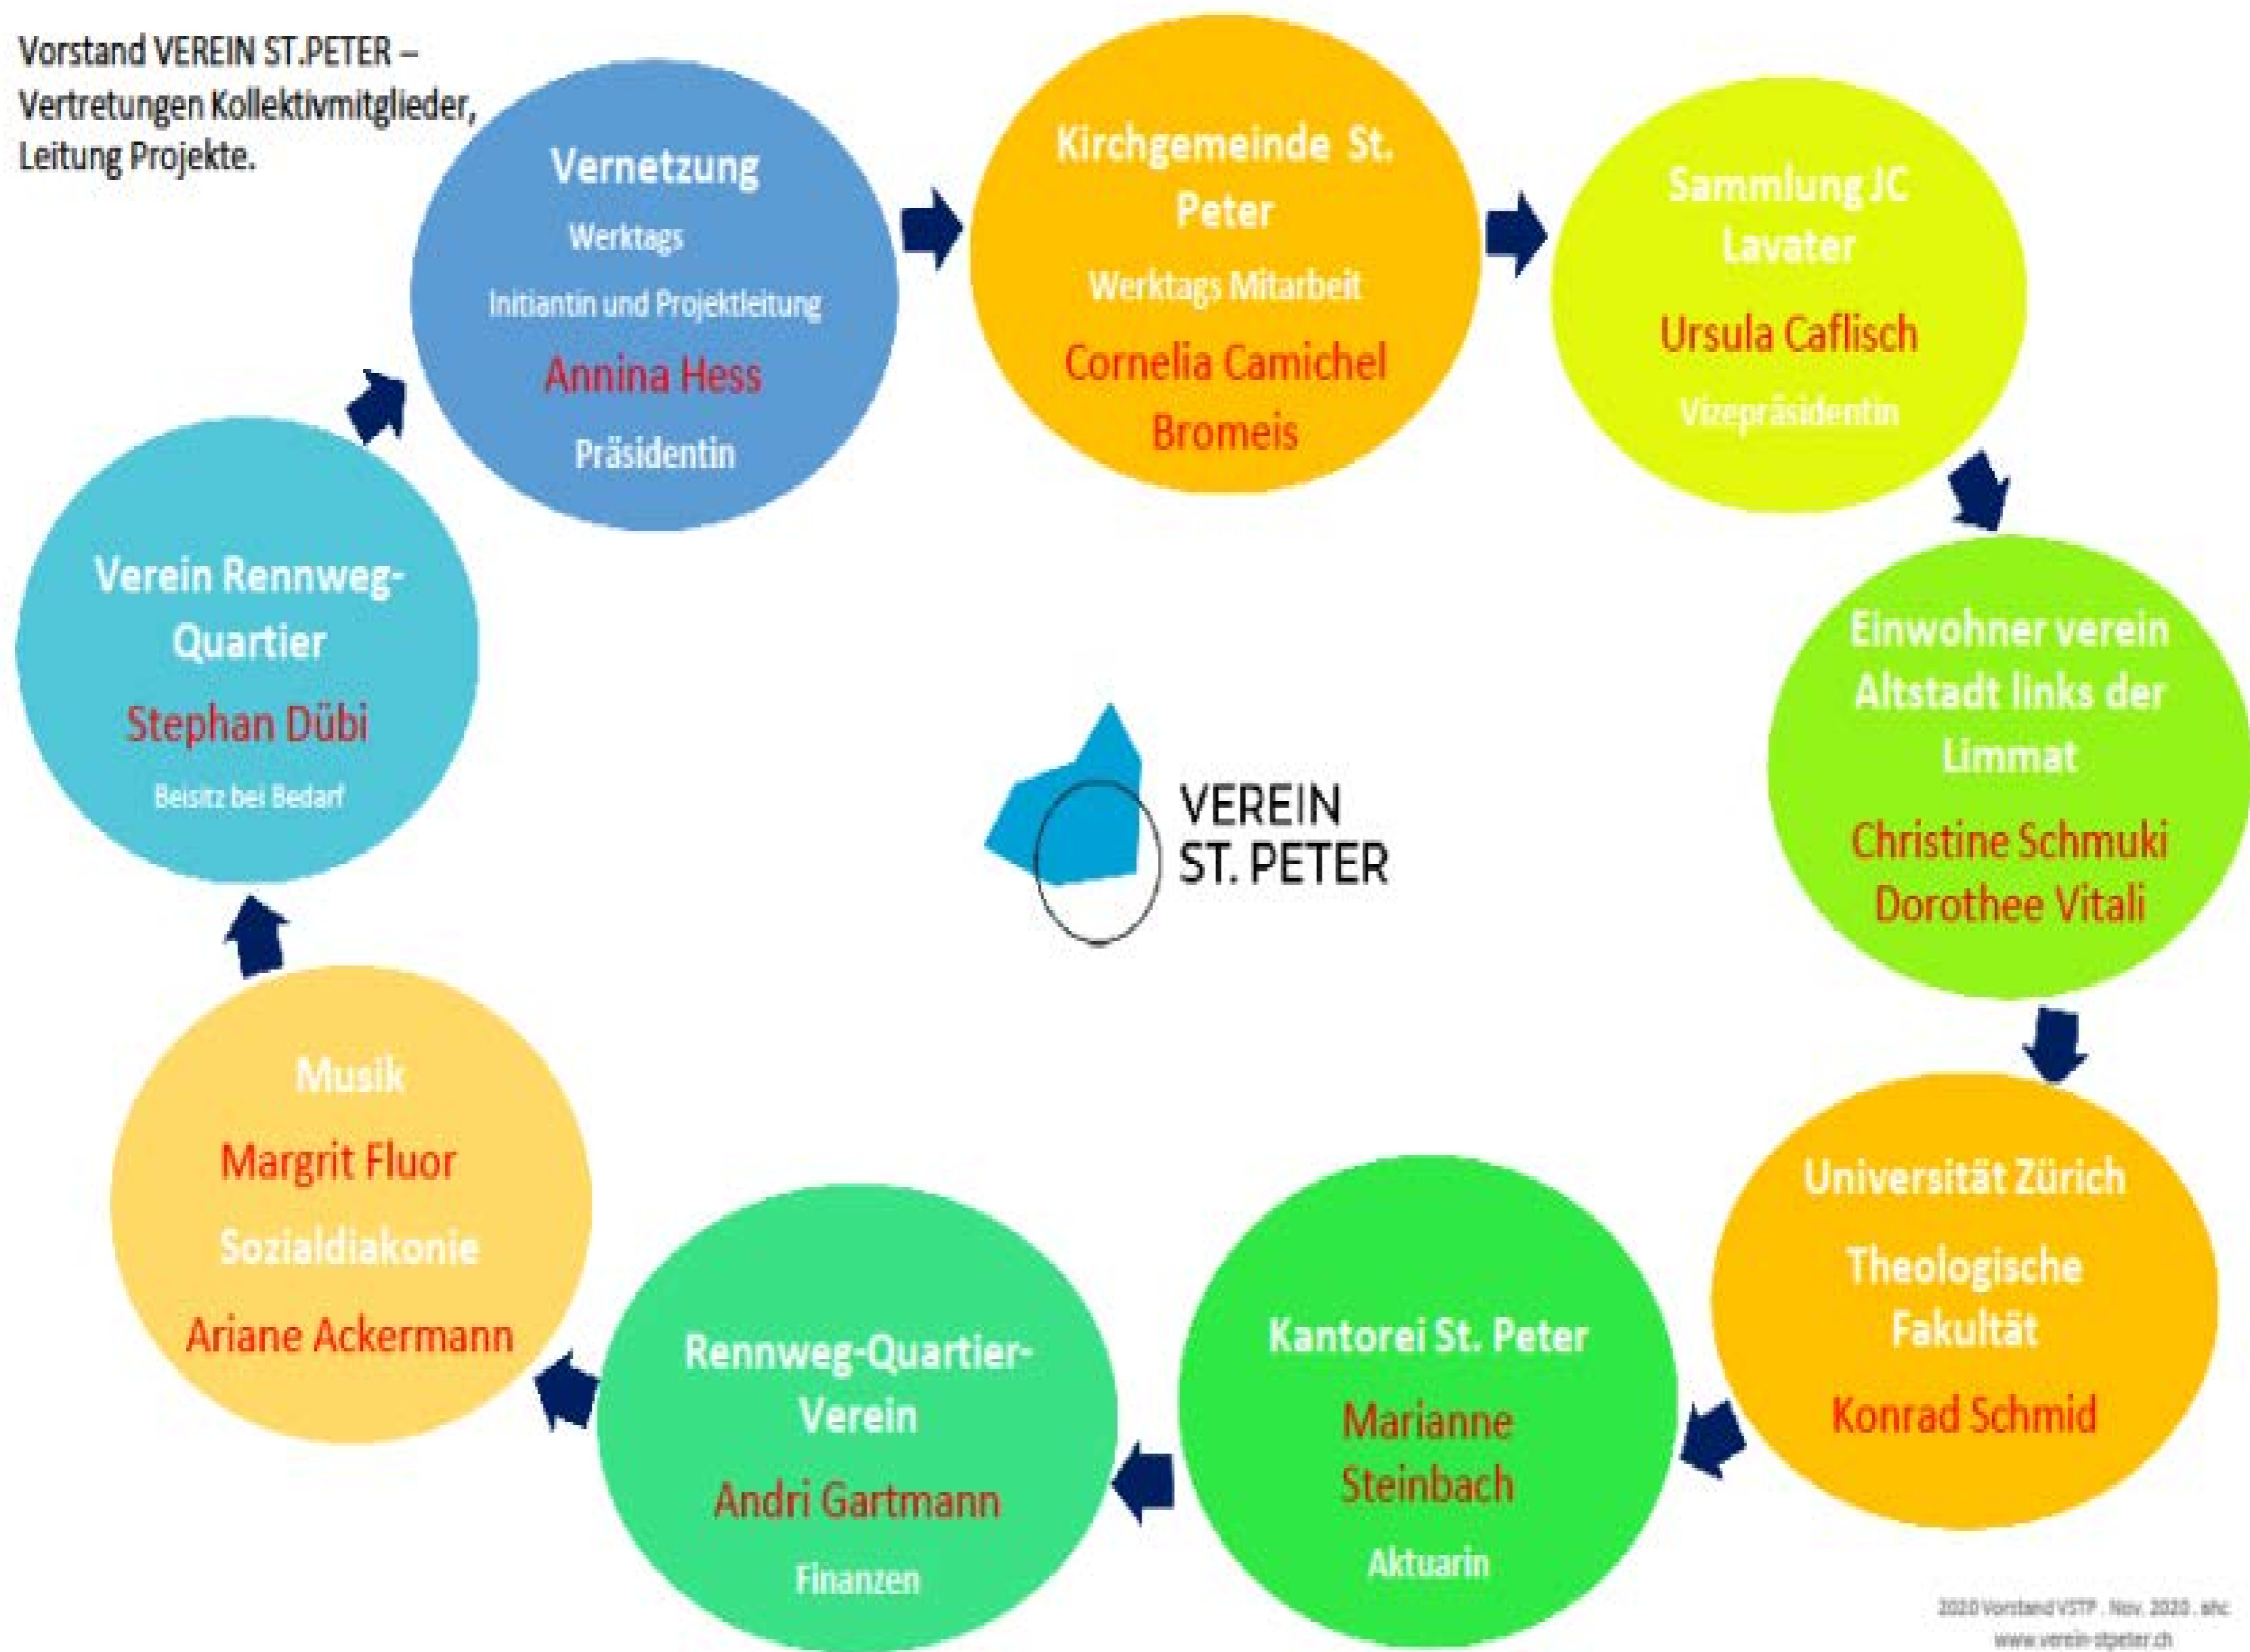 Vorstand VEREIN ST.PETER –
Vertretungen Kollektivmitglieder,
Leitung Projekte.
Vernetzung
Werktags
Initiantin und Projektleitung
Annina Hess
Präsidentin
Kirchgemeinde St.
Peter
Werktags Mitarbeit
Cornelia Camichel
Bromeis
Sammlung JC
Lavater
Ursula Caflisch
Vizepräsidentin
Einwohner verein
Altstadt links der
Limmat
Christine Schmuki
Dorothee Vitali
Universität Zürich
Theologische
Fakultät
Konrad Schmid
Kantorei St. Peter
Marianne
Steinbach
Aktuarin
Rennweg-Quartier-
Verein
Andri Gartmann
Finanzen
Musik
Margrit Fluor
Sozialdiakonie
Ariane Ackermann
Verein Rennweg-
Quartier
Stephan Dübi
Beisitz bei Bedarf
VEREIN
ST. PETER
2020 Vorstand VSTP . Nov. 2020 . ahc
www.verein-stpeter.ch